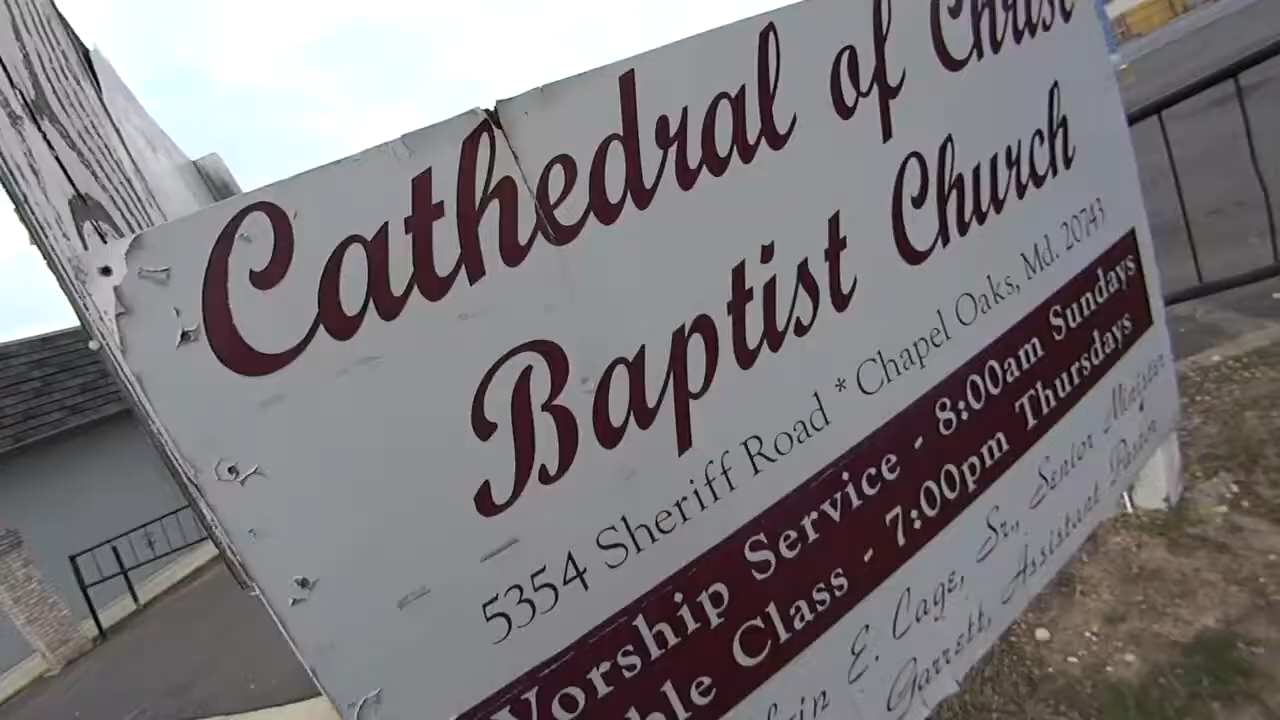 Cathedral of Christ
Baptist Church
5354 Sheriff Road * Chapel Oaks, Md. 20743
Worship Service - 8:00am Sundays
Class - 7:00pm Thursdays
E. Cage, Sr., Senior Minister
Garrett, Assistant Pastor